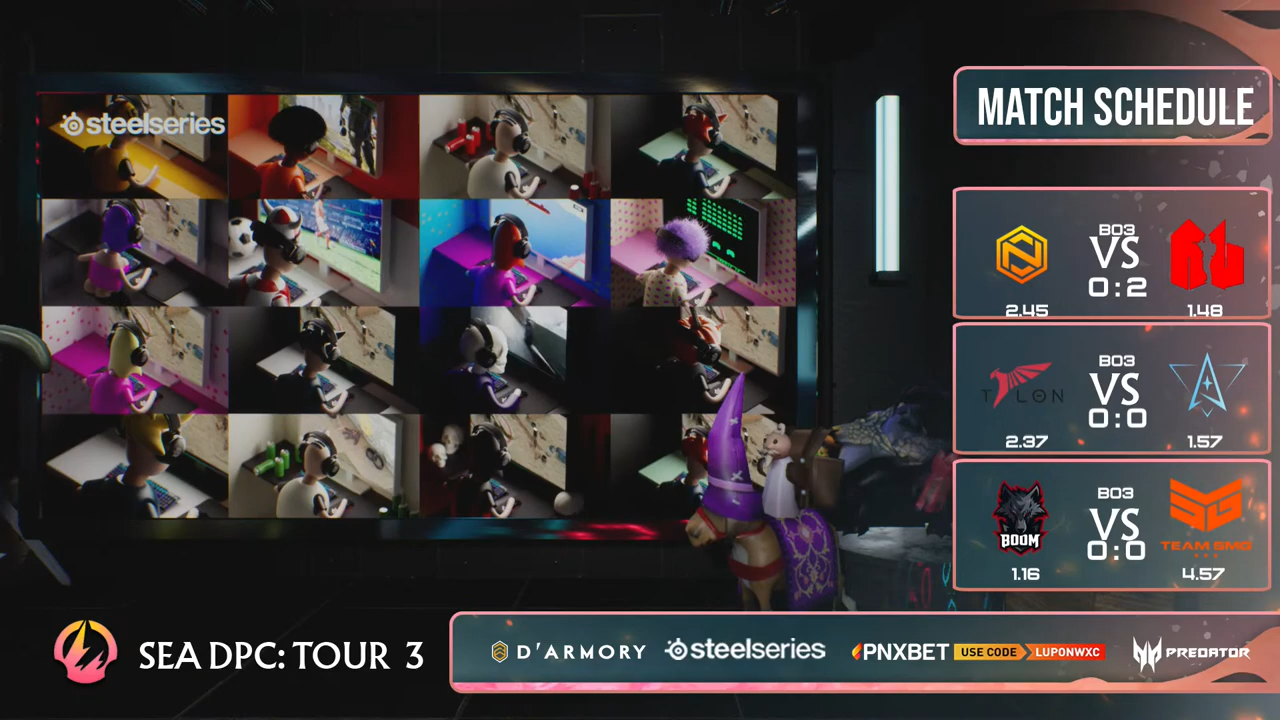 steelseries
MATCH SCHEDULE
BO3
VS
0:2
2.45
1.48
BO3
VS
0:0
TALON
2.37
1.57
BO3
VS
0:0
BOOM
TEAM SMG
1.16
4.57
SEA DPC: TOUR 3
D'ARMORY
steelseries
PNXBET
USE CODE
LUPONWXC
PREDATOR